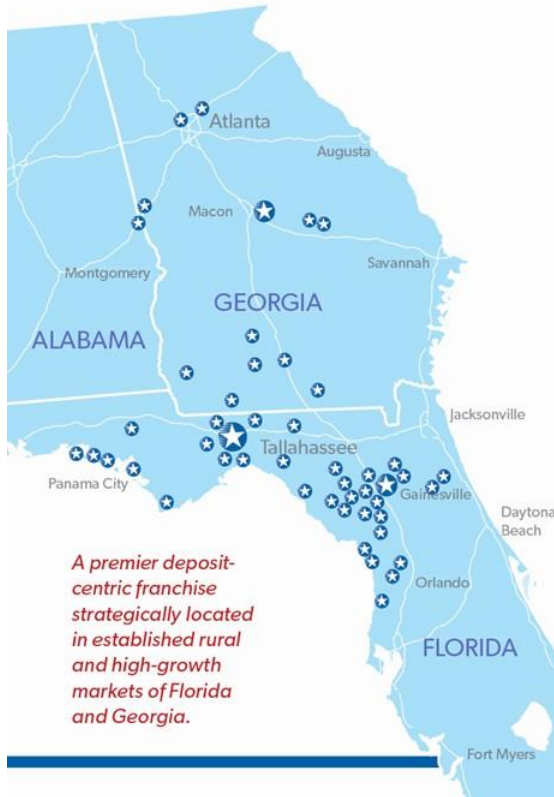 Atlanta
Augusta
Macon
Savannah
Montgomery
GEORGIA
ALABAMA
Jacksonville
Tallahassee
Panama City
Gainesville
Daytona
Beach
A premier deposit-
centric franchise
strategically located
in established rural
and high-growth
markets of Florida
and Georgia.
Orlando
FLORIDA
Fort Myers